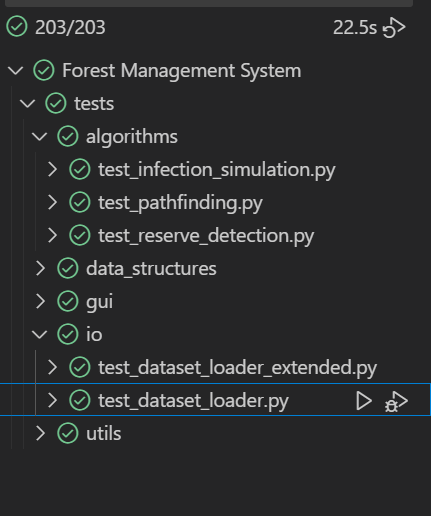 203/203 22.5s
Forest Management System
tests
algorithms
test_infection_simulation.py
test_pathfinding.py
test_reserve_detection.py
data_structures
gui
io
test_dataset_loader_extended.py
test_dataset_loader.py
utils